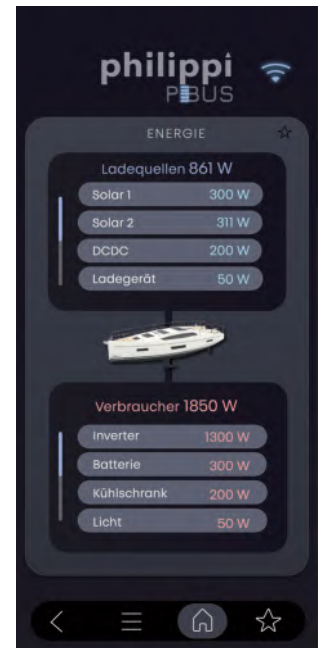 philippi
PBUS
ENERGIE
Ladequellen 861 W
Solar 1 300 W
Solar 2 311 W
DCDC 200 W
Ladegerät 50 W
Verbraucher 1850 W
Inverter 1300 W
Batterie 300 W
Kühlschrank 200 W
Licht 50 W